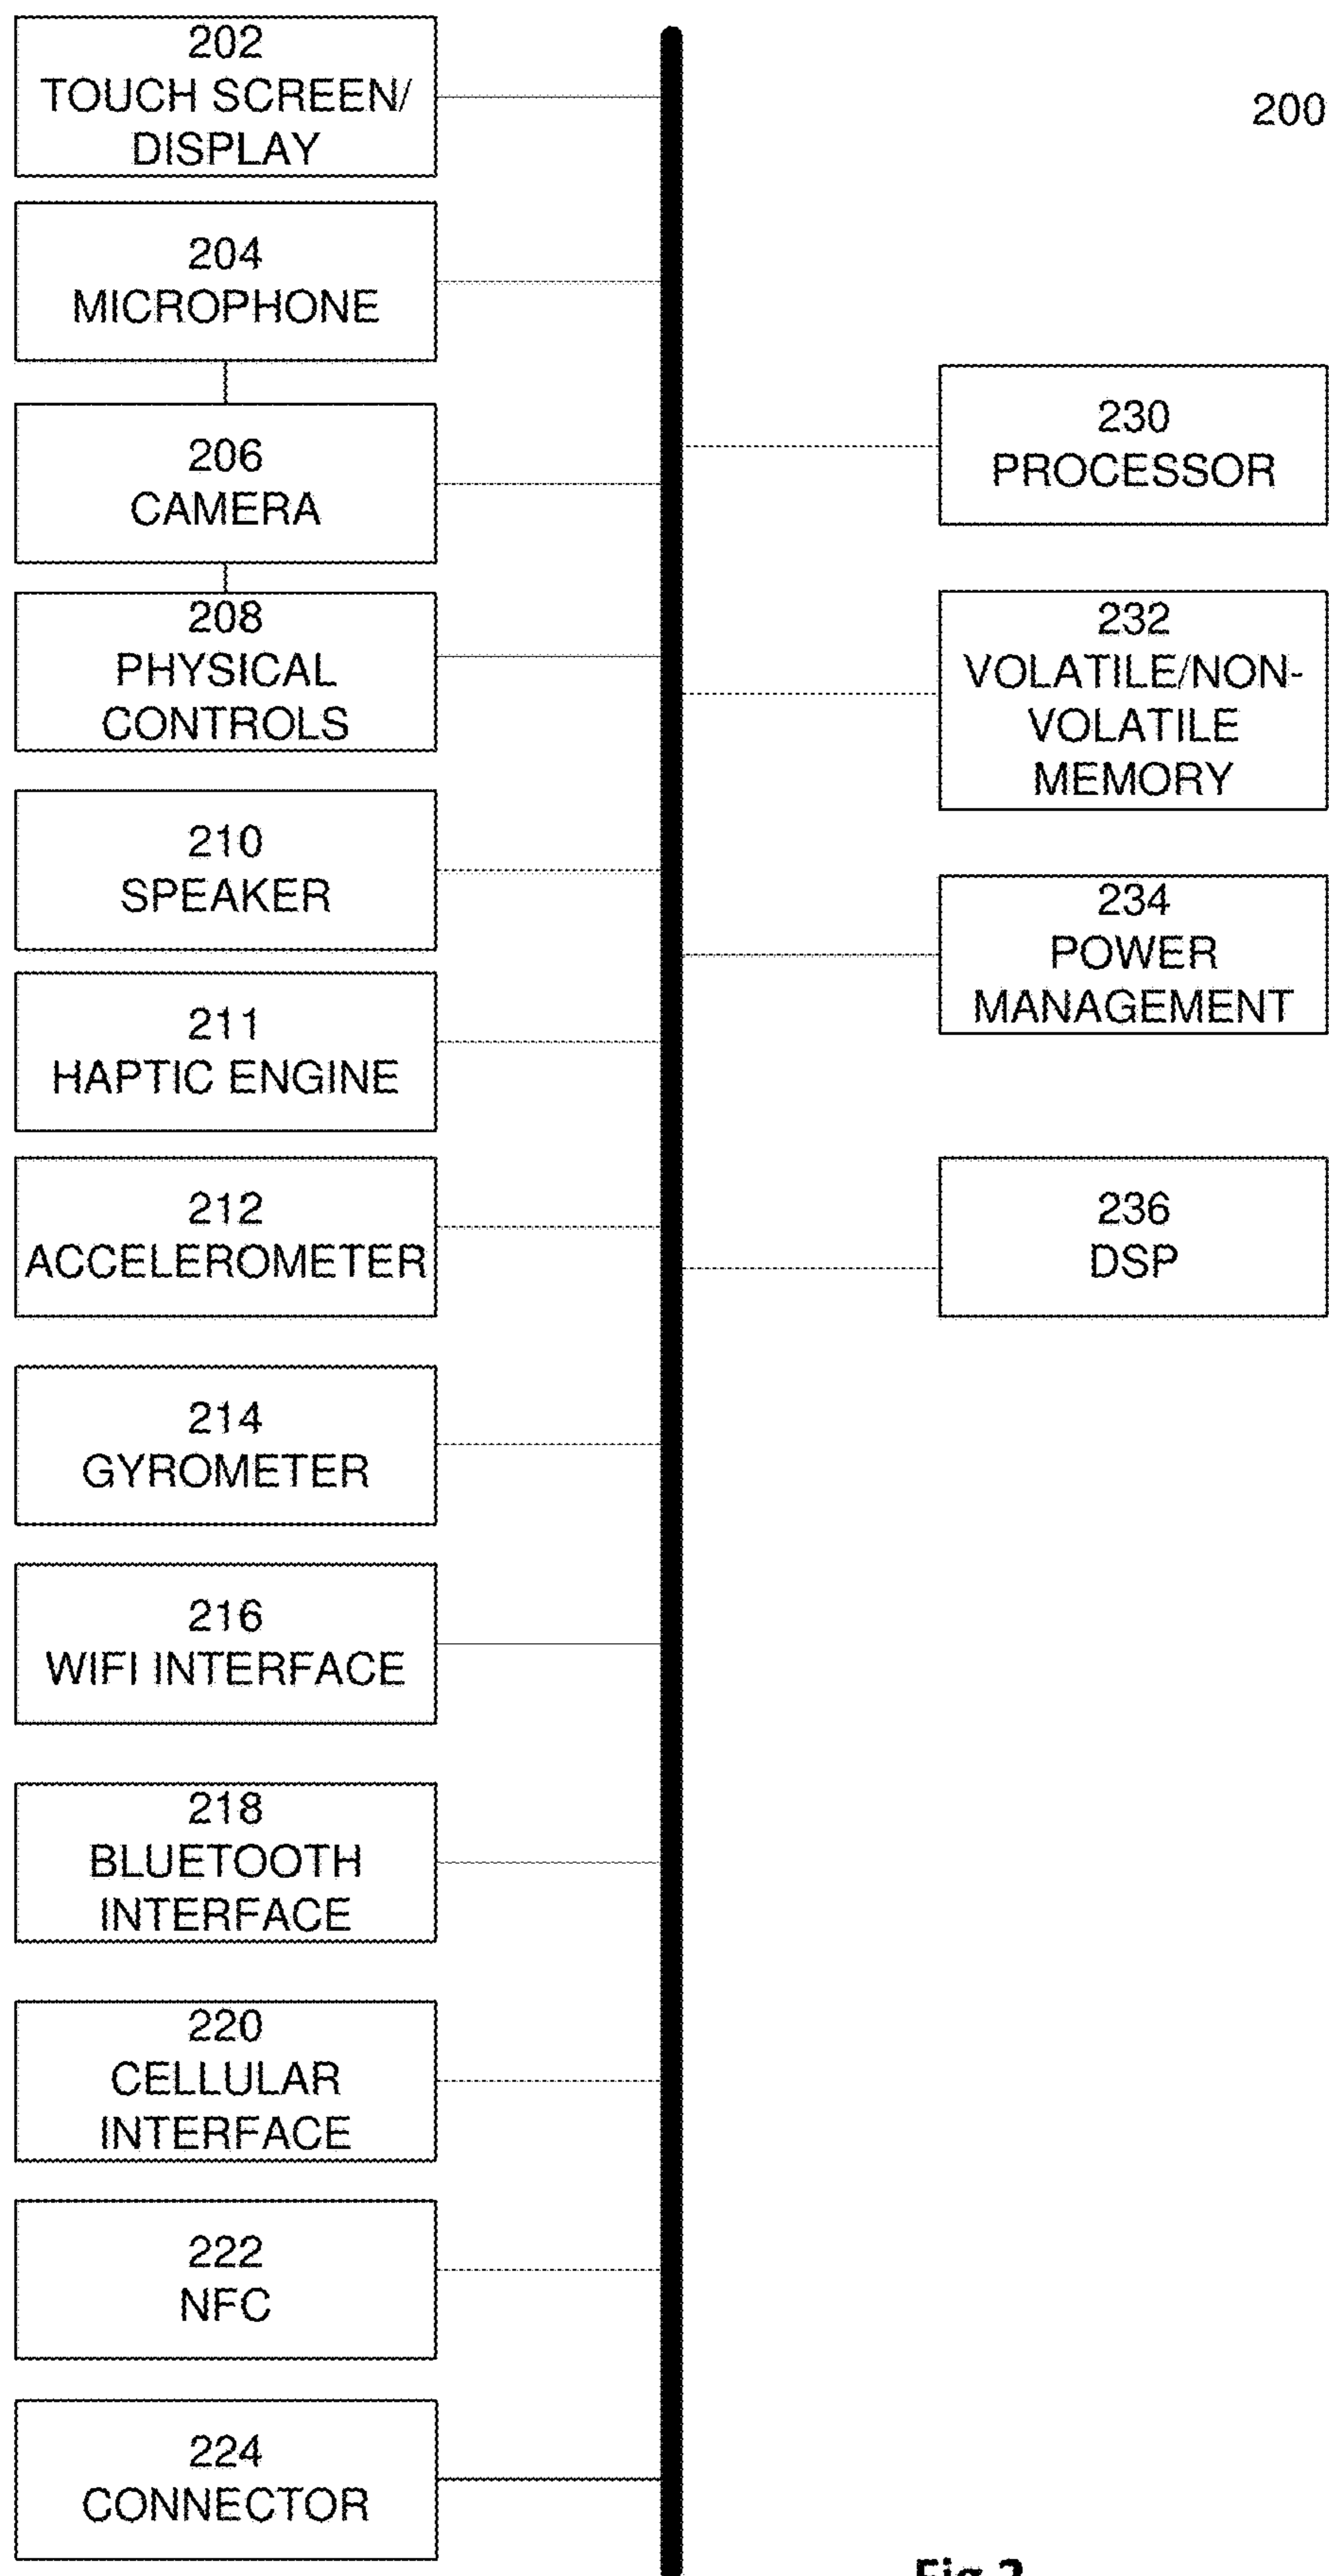 202
TOUCH SCREEN/
DISPLAY
200
204
MICROPHONE
206
CAMERA
230
PROCESSOR
208
PHYSICAL
CONTROLS
232
VOLATILE/NON-
VOLATILE
MEMORY
210
SPEAKER
234
POWER
MANAGEMENT
211
HAPTIC ENGINE
212
ACCELEROMETER
236
DSP
214
GYROMETER
216
WIFI INTERFACE
218
BLUETOOTH
INTERFACE
220
CELLULAR
INTERFACE
222
NFC
224
CONNECTOR
Fig 2